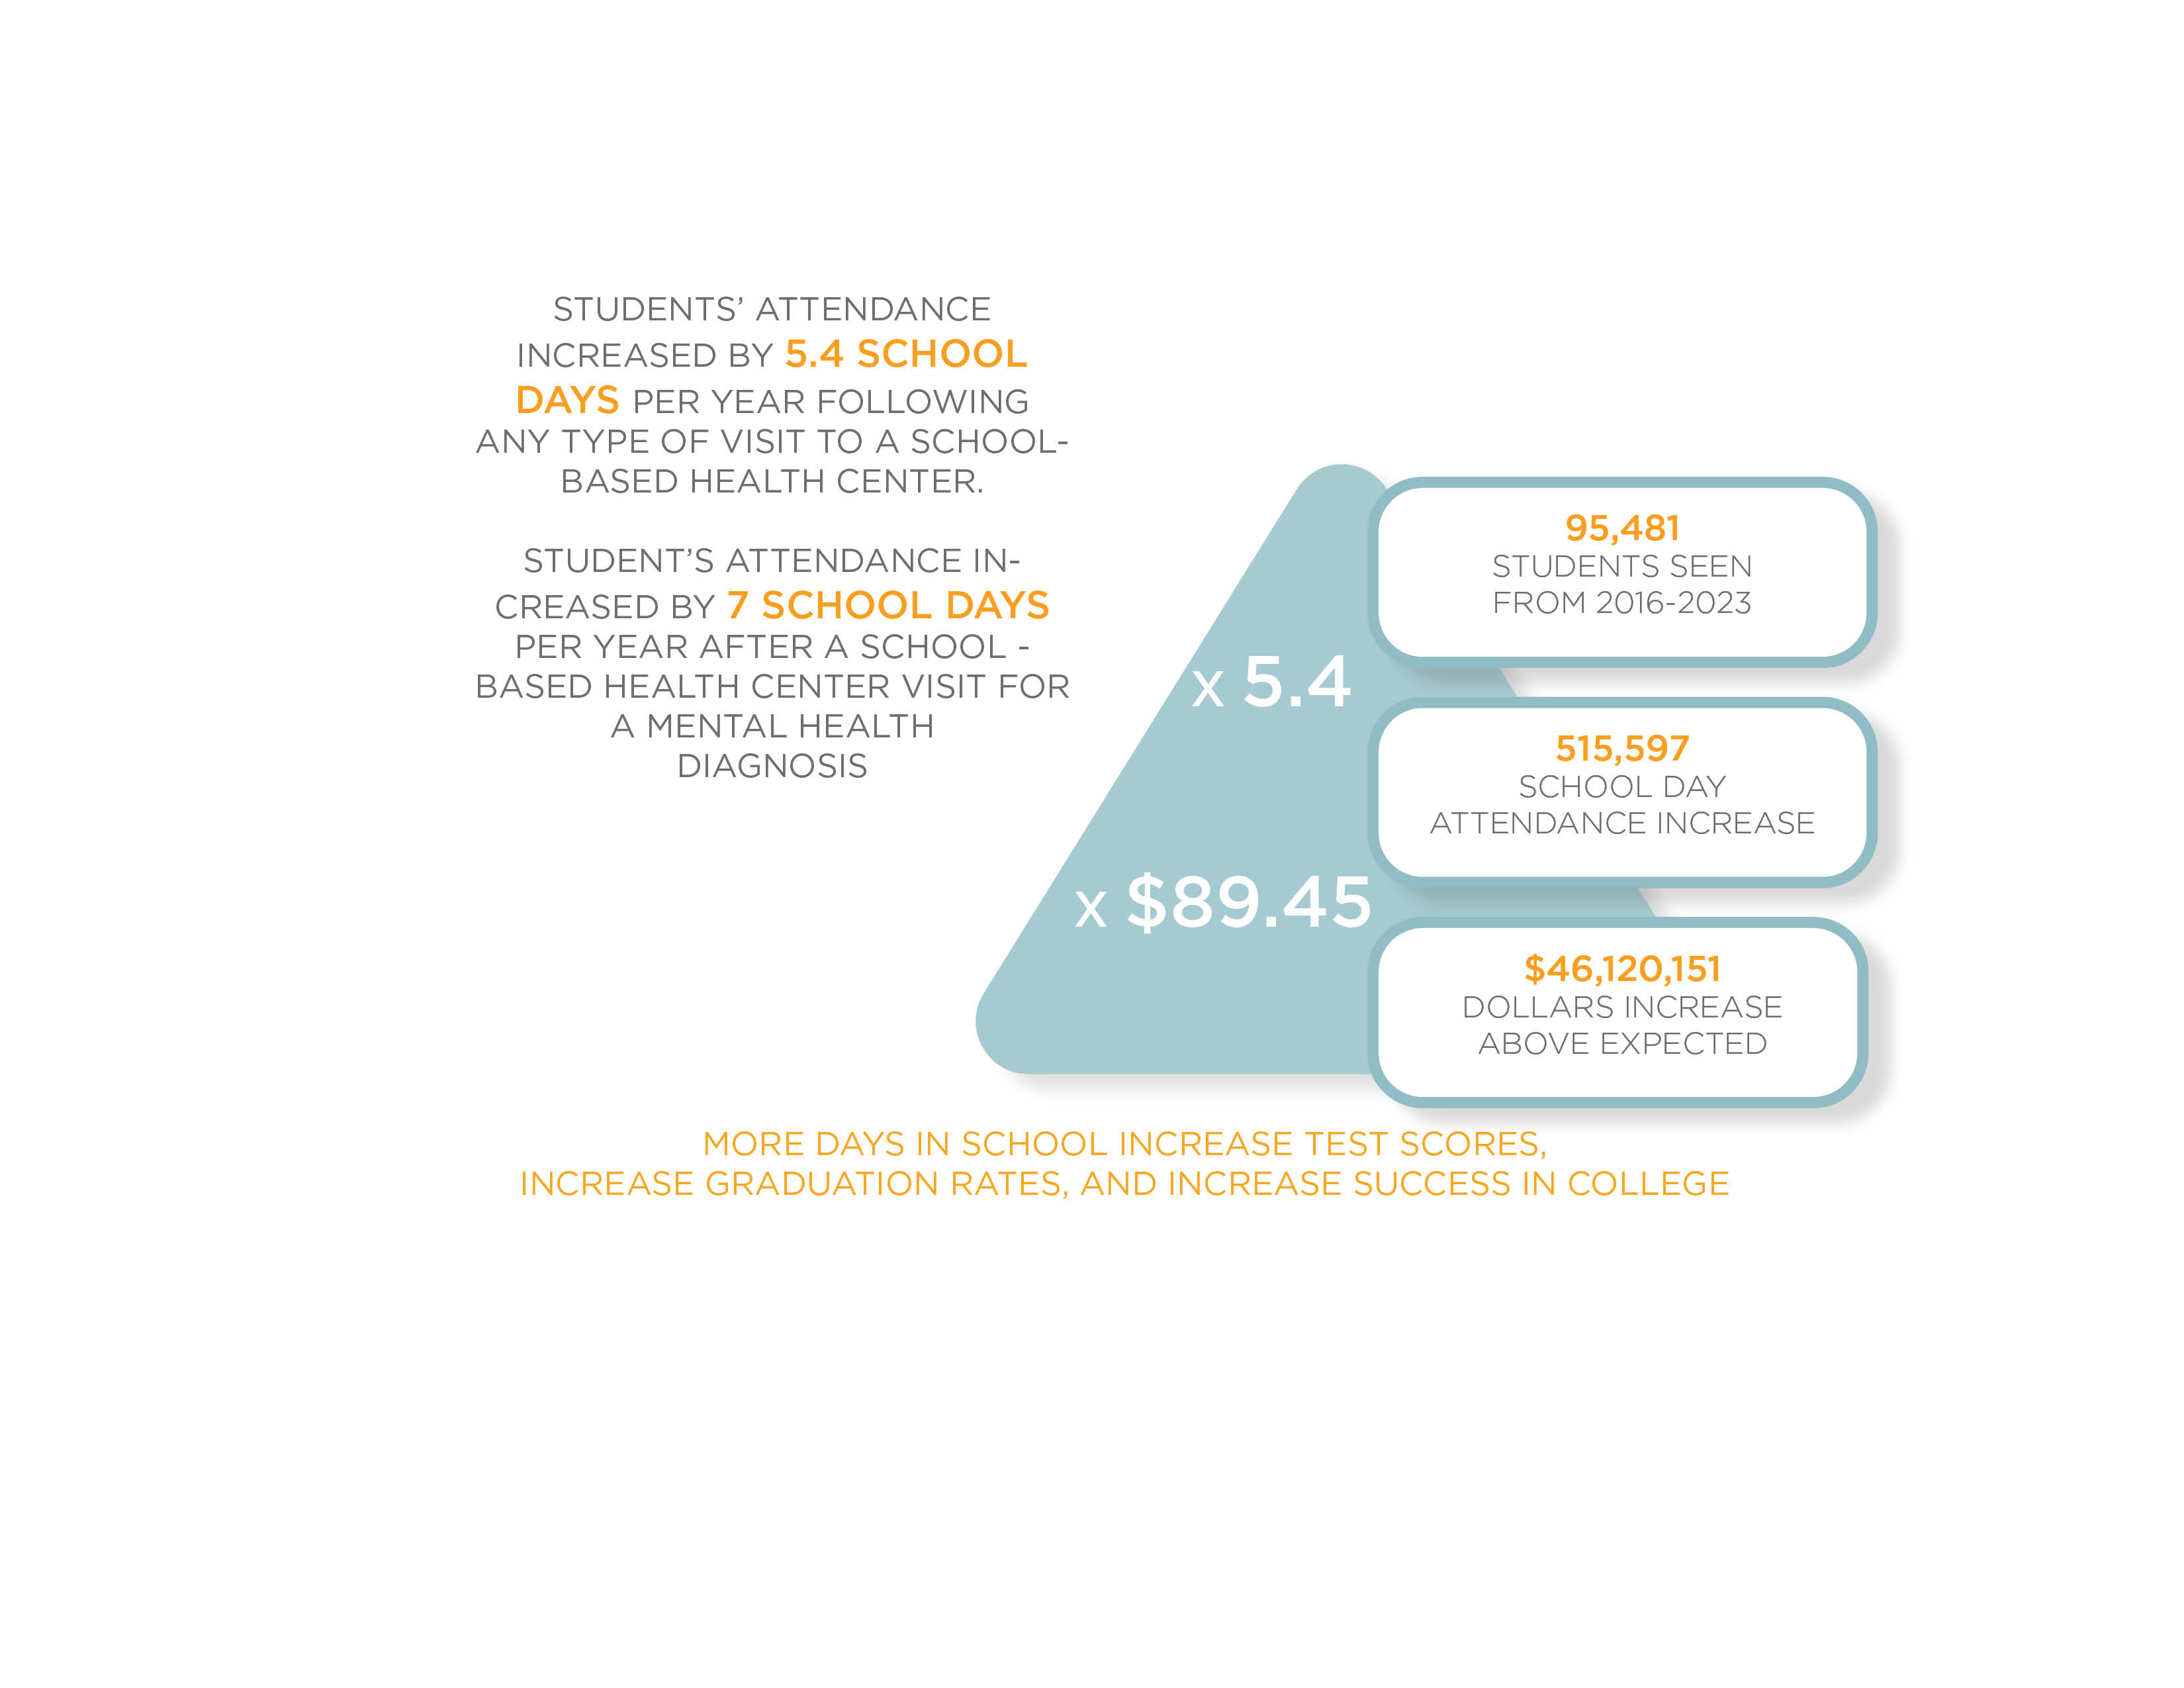 STUDENTS’ ATTENDANCE
INCREASED BY 5.4 SCHOOL
DAYS PER YEAR FOLLOWING
ANY TYPE OF VISIT TO A SCHOOL-
BASED HEALTH CENTER.
STUDENT’S ATTENDANCE IN-
CREASED BY 7 SCHOOL DAYS
PER YEAR AFTER A SCHOOL -
BASED HEALTH CENTER VISIT FOR
A MENTAL HEALTH
DIAGNOSIS
95,481
STUDENTS SEEN
FROM 2016-2023
x 5.4
515,597
SCHOOL DAY
ATTENDANCE INCREASE
x $89.45
$46,120,151
DOLLARS INCREASE
ABOVE EXPECTED
MORE DAYS IN SCHOOL INCREASE TEST SCORES,
INCREASE GRADUATION RATES, AND INCREASE SUCCESS IN COLLEGE